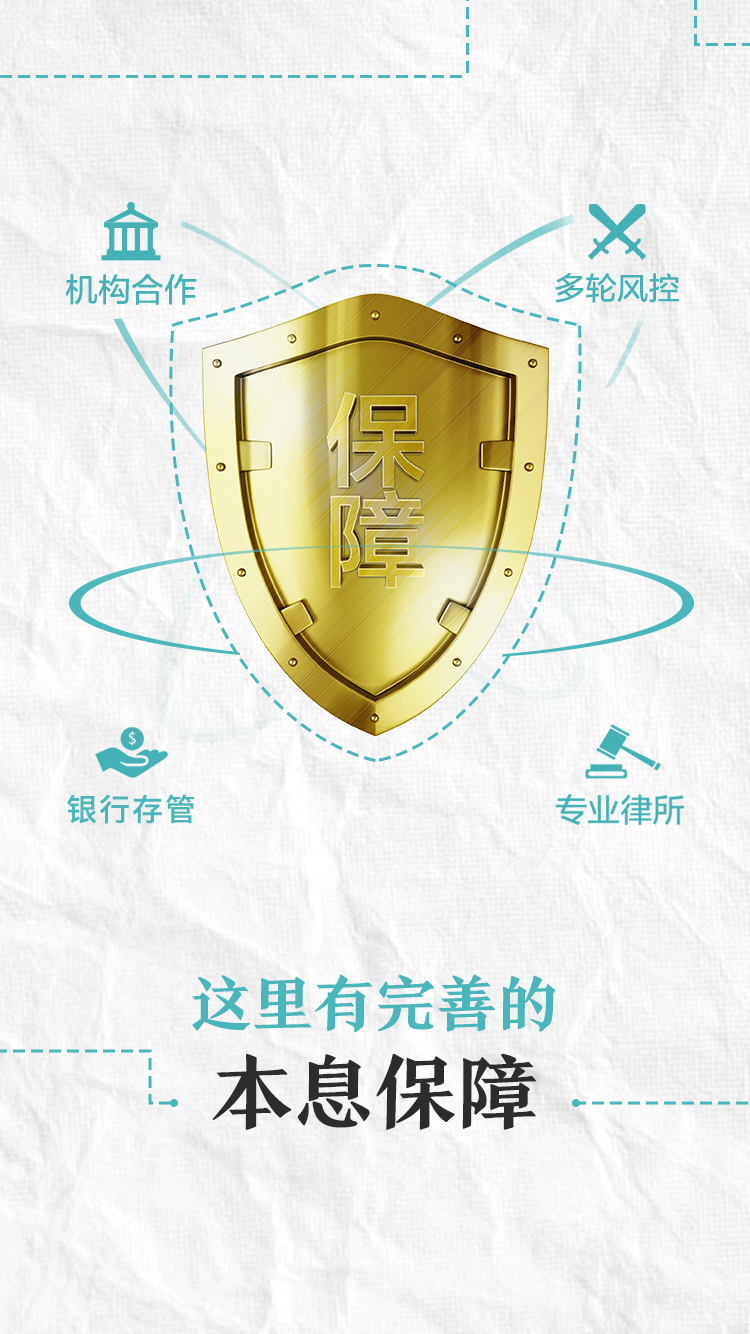 机构合作
多轮风控
保
障
$
银行存管
专业律所
这里有完善的
本息保障